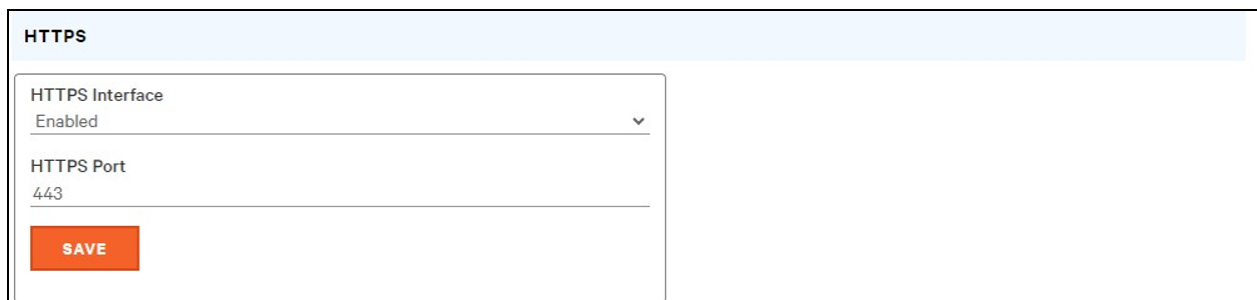 HTTPS
HTTPS Interface
Enabled
HTTPS Port
443
SAVE